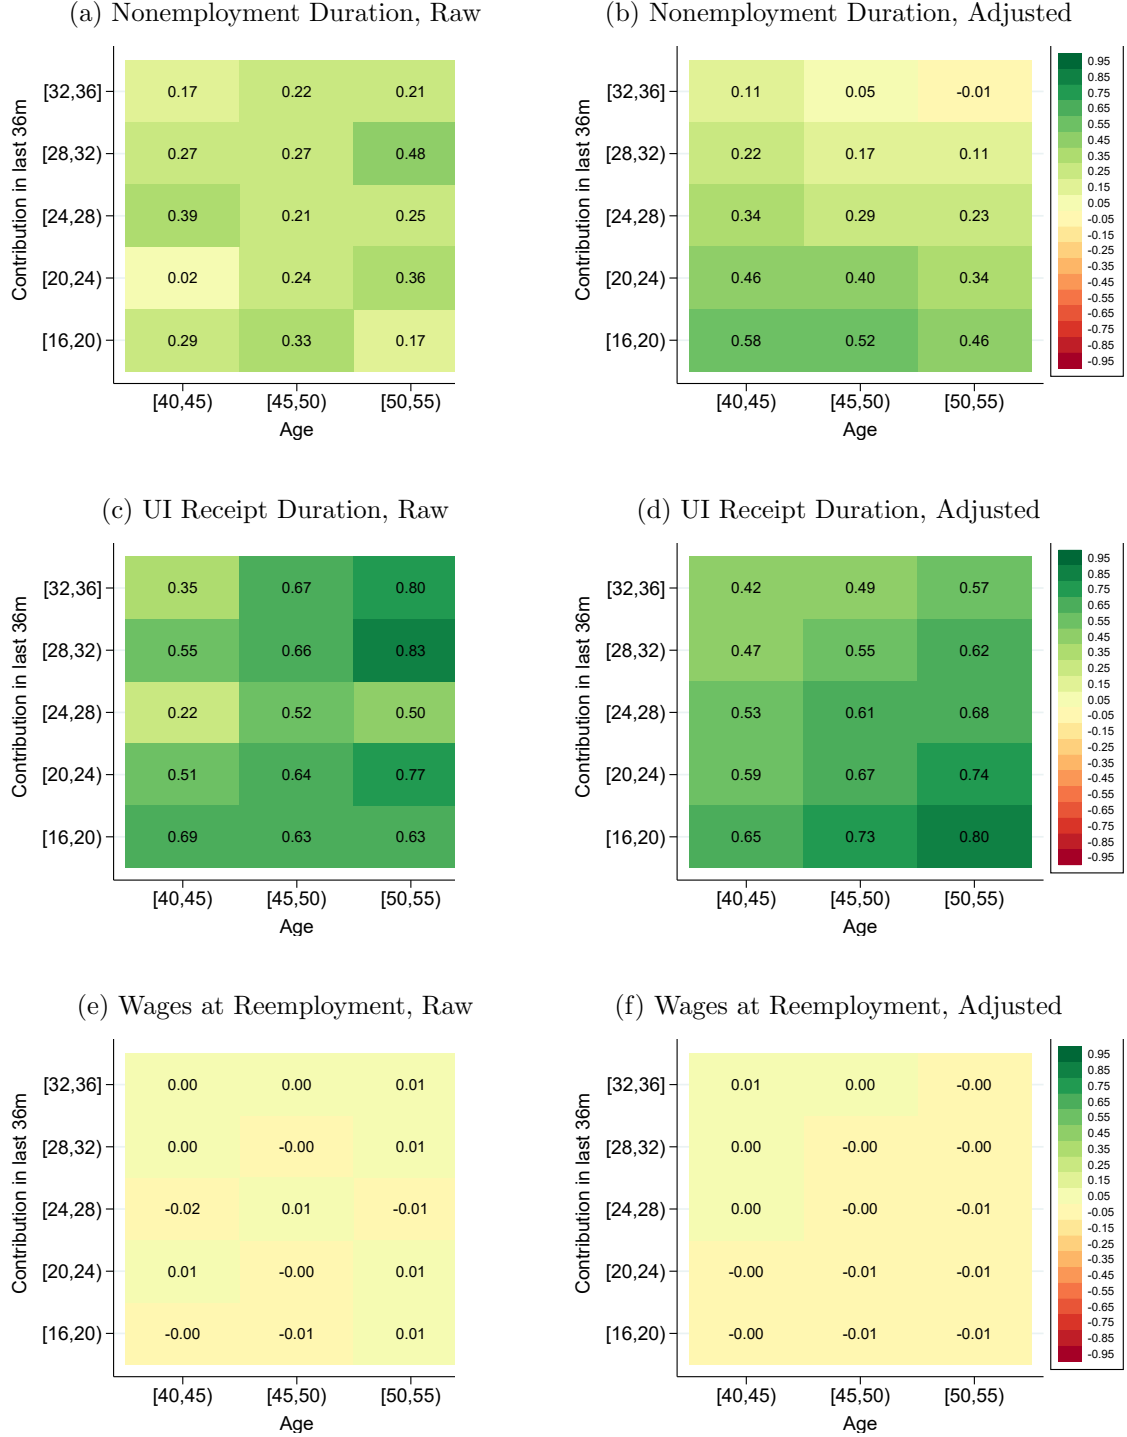 (a) Nonemployment Duration, Raw
Contribution in last 36m
[32,36] 0.17 0.22 0.21
[28,32) 0.27 0.27 0.48
[24,28) 0.39 0.21 0.25
[20,24) 0.02 0.24 0.36
[16,20) 0.29 0.33 0.17
[40,45) [45,50) [50,55)
Age
(b) Nonemployment Duration, Adjusted
Contribution in last 36m
[32,36] 0.11 0.05 -0.01
[28,32) 0.22 0.17 0.11
[24,28) 0.34 0.29 0.23
[20,24) 0.46 0.40 0.34
[16,20) 0.58 0.52 0.46
[40,45) [45,50) [50,55)
Age
0.95
0.85
0.75
0.65
0.55
0.45
0.35
0.25
0.15
0.05
-0.05
-0.15
-0.25
-0.35
-0.45
-0.55
-0.65
-0.75
-0.85
-0.95
(c) UI Receipt Duration, Raw
Contribution in last 36m
[32,36] 0.35 0.67 0.80
[28,32) 0.55 0.66 0.83
[24,28) 0.22 0.52 0.50
[20,24) 0.51 0.64 0.77
[16,20) 0.69 0.63 0.63
[40,45) [45,50) [50,55)
Age
(d) UI Receipt Duration, Adjusted
Contribution in last 36m
[32,36] 0.42 0.49 0.57
[28,32) 0.47 0.55 0.62
[24,28) 0.53 0.61 0.68
[20,24) 0.59 0.67 0.74
[16,20) 0.65 0.73 0.80
[40,45) [45,50) [50,55)
Age
0.95
0.85
0.75
0.65
0.55
0.45
0.35
0.25
0.15
0.05
-0.05
-0.15
-0.25
-0.35
-0.45
-0.55
-0.65
-0.75
-0.85
-0.95
(e) Wages at Reemployment, Raw
Contribution in last 36m
[32,36] 0.00 0.00 0.01
[28,32) 0.00 -0.00 0.01
[24,28) -0.02 0.01 -0.01
[20,24) 0.01 -0.00 0.01
[16,20) -0.00 -0.01 0.01
[40,45) [45,50) [50,55)
Age
(f) Wages at Reemployment, Adjusted
Contribution in last 36m
[32,36] 0.01 0.00 -0.00
[28,32) 0.00 -0.00 -0.00
[24,28) 0.00 -0.00 -0.01
[20,24) -0.00 -0.01 -0.01
[16,20) -0.00 -0.01 -0.01
[40,45) [45,50) [50,55)
Age
0.95
0.85
0.75
0.65
0.55
0.45
0.35
0.25
0.15
0.05
-0.05
-0.15
-0.25
-0.35
-0.45
-0.55
-0.65
-0.75
-0.85
-0.95